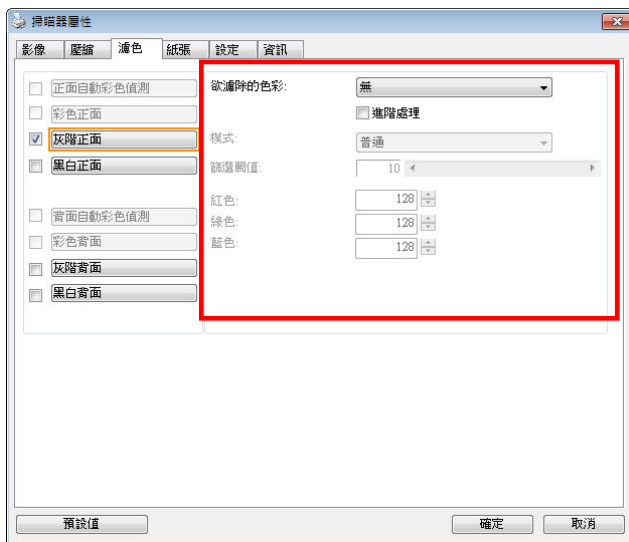 掃瞄器屬性
影像 壓縮 濾色 紙張 設定 資訊
正面自動彩色偵測
彩色正面
灰階正面
黑白正面
背面自動彩色偵測
彩色背面
灰階背面
黑白背面
欲濾除的色彩: 無
進階處理
模式: 普通
篩選閥值: 10
紅色: 128
綠色: 128
藍色: 128
預設值 確定 取消